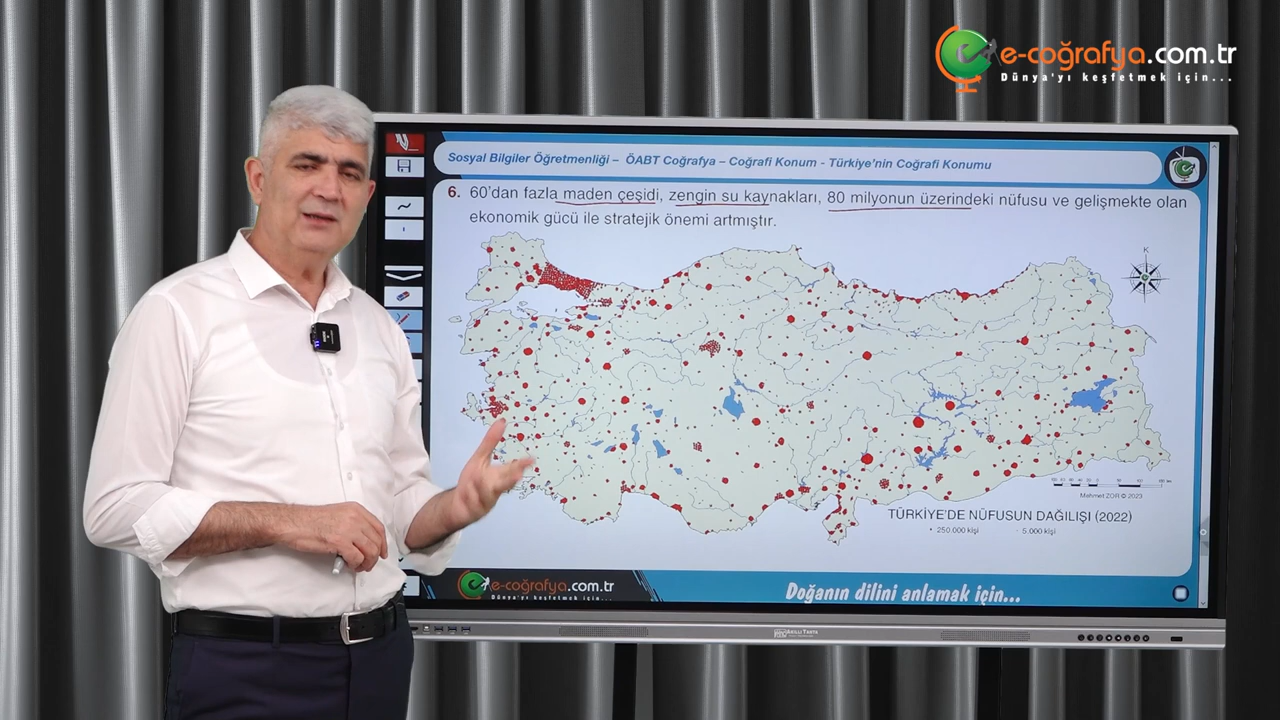 e-coğrafya.com.tr
Dünya'yı keşfetmek için...
Sosyal Bilgiler Öğretmenliği – ÖABT Coğrafya – Coğrafi Konum - Türkiye'nin Coğrafi Konumu
6. 60'dan fazla maden çeşidi, zengin su kaynakları, 80 milyonun üzerindeki nüfusu ve gelişmekte olan
ekonomik gücü ile stratejik önemi artmıştır.
K
Mehmet ZOR © 2023
TÜRKİYE'DE NÜFUSUN DAĞILIŞI (2022)
250.000 kişi 5.000 kişi
e-coğrafya.com.tr
Dünya'yı keşfetmek için...
Doğanın dilini anlamak için...
AKILLI TAHTA